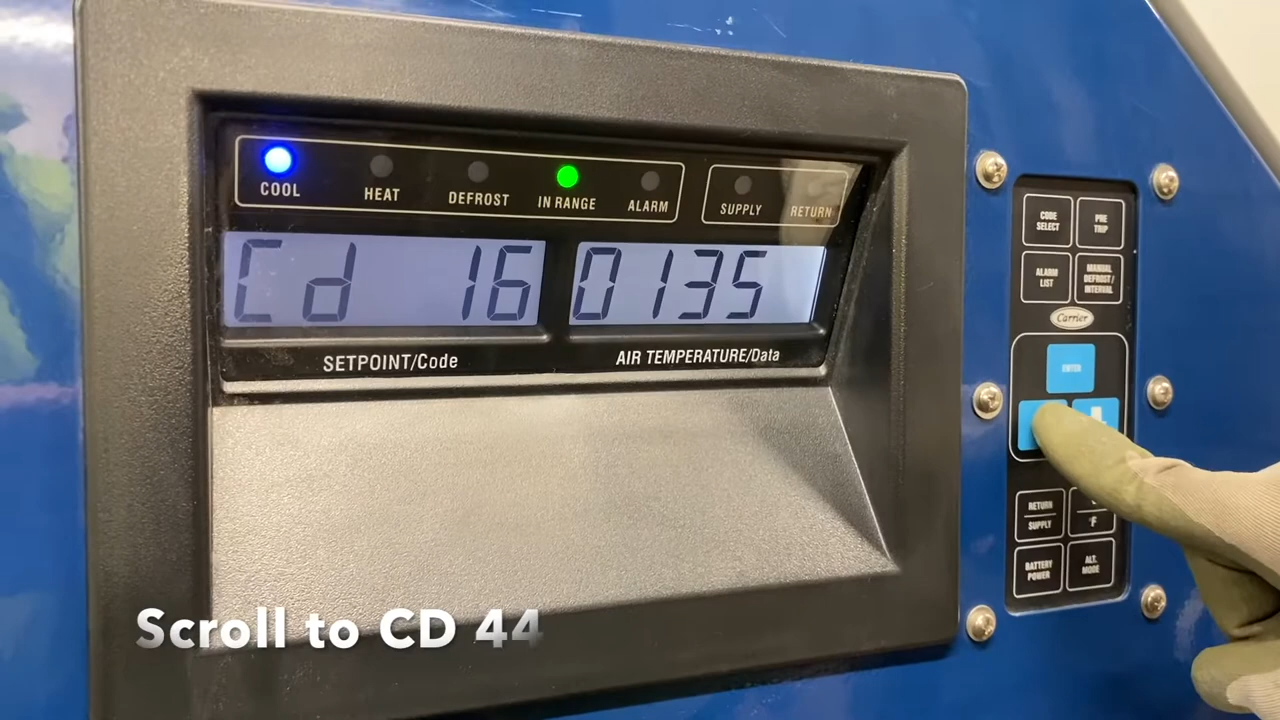 COOL HEAT DEFROST IN RANGE ALARM SUPPLY RETURN
Cd 16 0135
SETPOINT/Code AIR TEMPERATURE/Data
CODE
SELECT
PRE
TRIP
ALARM
LIST
MANUAL
DEFROST/
INTERVAL
Carrier
ENTER
RETURN
SUPPLY
°F
BATTERY
POWER
ALT.
MODE
Scroll to CD 44